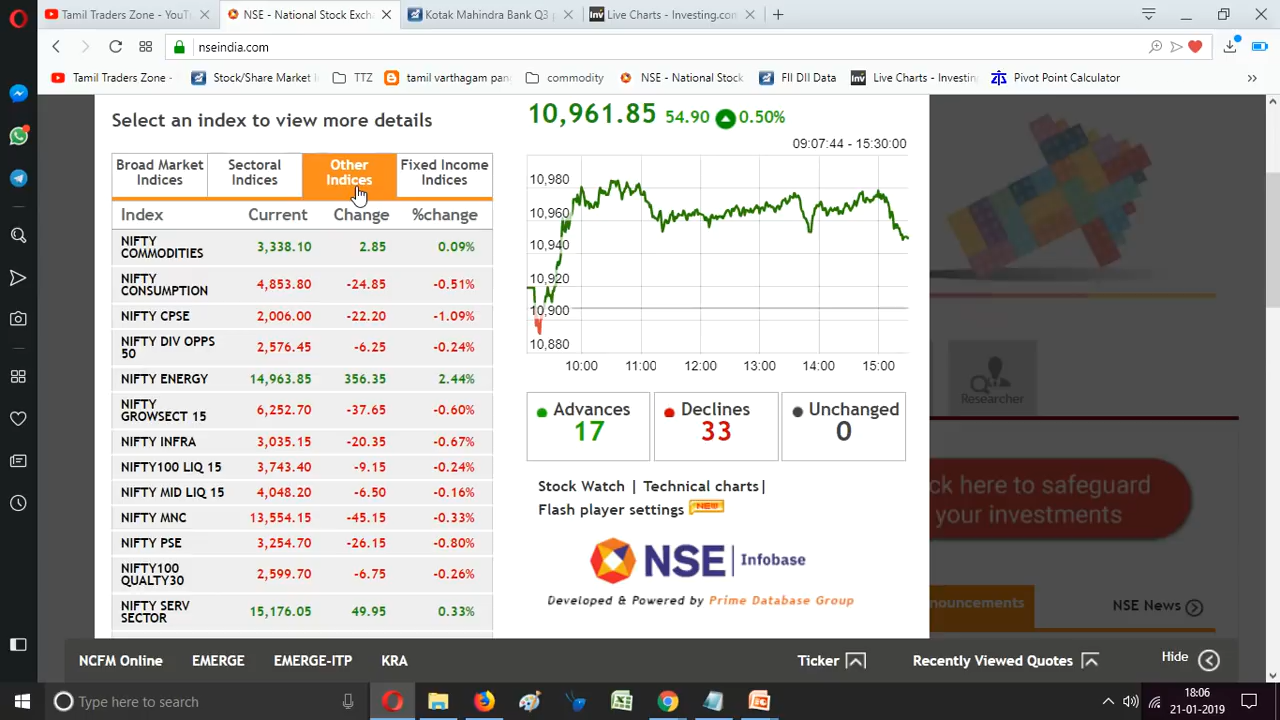 Tamil Traders Zone - YouT
NSE - National Stock Exch
Kotak Mahindra Bank Q3
Live Charts - Investing.com
nseindia.com
Tamil Traders Zone -
Stock/Share Market
TTZ
tamil varthagam pan
commodity
NSE - National Stock
FII DII Data
Live Charts - Investin
Pivot Point Calculator
Select an index to view more details
10,961.85 54.90 0.50%
09:07:44 - 15:30:00
Broad Market Indices
Sectoral Indices
Other Indices
Fixed Income Indices
Index Current Change %change
NIFTY COMMODITIES 3,338.10 2.85 0.09%
NIFTY CONSUMPTION 4,853.80 -24.85 -0.51%
NIFTY CPSE 2,006.00 -22.20 -1.09%
NIFTY DIV OPPS 50 2,576.45 -6.25 -0.24%
NIFTY ENERGY 14,963.85 356.35 2.44%
NIFTY GROWSECT 15 6,252.70 -37.65 -0.60%
NIFTY INFRA 3,035.15 -20.35 -0.67%
NIFTY100 LIQ 15 3,743.40 -9.15 -0.24%
NIFTY MID LIQ 15 4,048.20 -6.50 -0.16%
NIFTY MNC 13,554.15 -45.15 -0.33%
NIFTY PSE 3,254.70 -26.15 -0.80%
NIFTY100 QUALTY30 2,599.70 -6.75 -0.26%
NIFTY SERV SECTOR 15,176.05 49.95 0.33%
10,980
10,960
10,940
10,920
10,900
10,880
10:00 11:00 12:00 13:00 14:00 15:00
Advances 17
Declines 33
Unchanged 0
Stock Watch | Technical charts|
Flash player settings NEW
NSE | Infobase
Developed & Powered by Prime Database Group
Researcher
ck here to safeguard
your investments
nouncements
NSE News
NCFM Online EMERGE EMERGE-ITP KRA
Ticker
Recently Viewed Quotes
Hide
Type here to search
18:06
21-01-2019